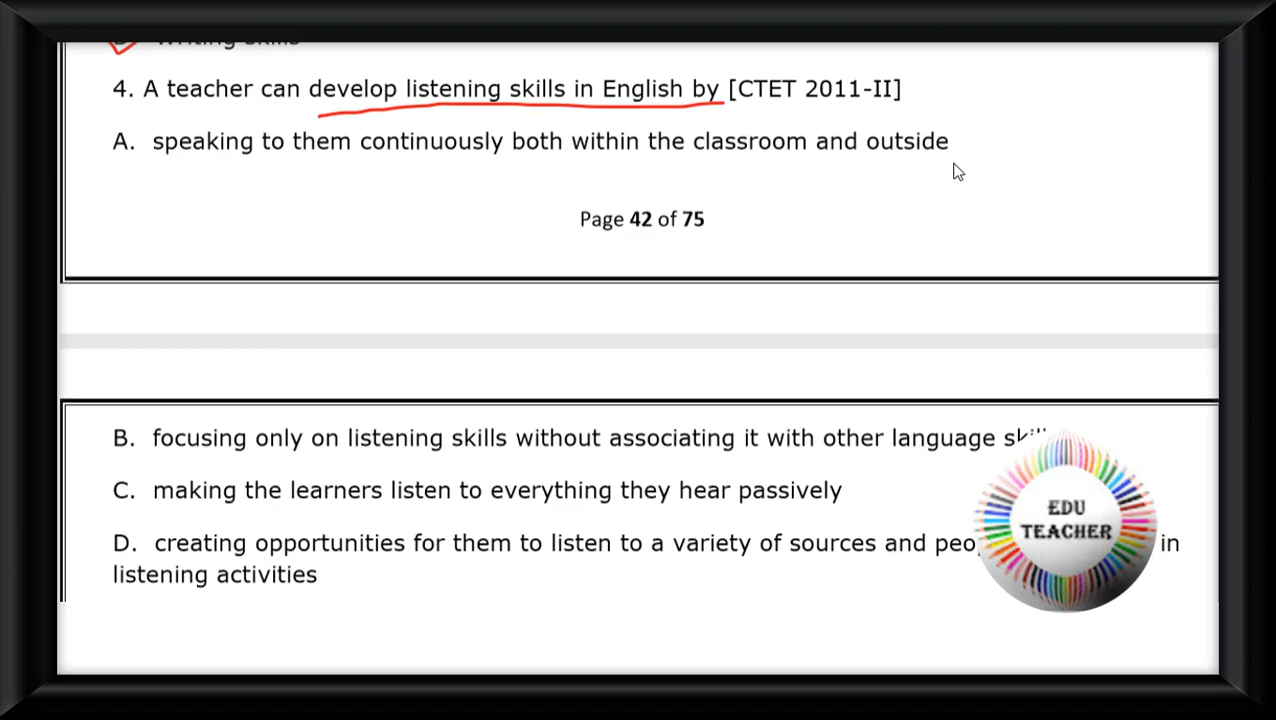 Writing skills
4. A teacher can develop listening skills in English by [CTET 2011-II]
A. speaking to them continuously both within the classroom and outside
Page 42 of 75
B. focusing only on listening skills without associating it with other language
C. making the learners listen to everything they hear passively
EDU
TEACHER
D. creating opportunities for them to listen to a variety of sources and in
listening activities